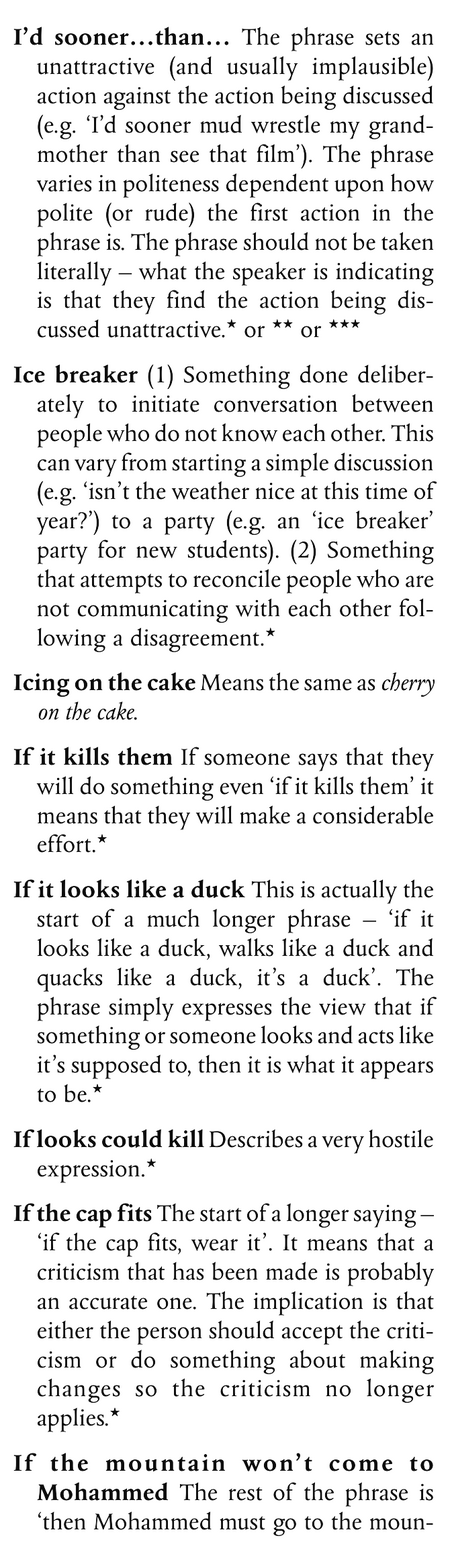 I’d sooner…than… The phrase sets an
unattractive (and usually implausible)
action against the action being discussed
(e.g. ‘I’d sooner mud wrestle my grand-
mother than see that film’). The phrase
varies in politeness dependent upon how
polite (or rude) the first action in the
phrase is. The phrase should not be taken
literally – what the speaker is indicating
is that they find the action being dis-
cussed unattractive.★ or ★★ or ★★★
Ice breaker (1) Something done deliber-
ately to initiate conversation between
people who do not know each other. This
can vary from starting a simple discussion
(e.g. ‘isn’t the weather nice at this time of
year?’) to a party (e.g. an ‘ice breaker’
party for new students). (2) Something
that attempts to reconcile people who are
not communicating with each other fol-
lowing a disagreement.★
Icing on the cake Means the same as cherry
on the cake.
If it kills them If someone says that they
will do something even ‘if it kills them’ it
means that they will make a considerable
effort.★
If it looks like a duck This is actually the
start of a much longer phrase – ‘if it
looks like a duck, walks like a duck and
quacks like a duck, it’s a duck’. The
phrase simply expresses the view that if
something or someone looks and acts like
it’s supposed to, then it is what it appears
to be.★
If looks could kill Describes a very hostile
expression.★
If the cap fits The start of a longer saying –
‘if the cap fits, wear it’. It means that a
criticism that has been made is probably
an accurate one. The implication is that
either the person should accept the criti-
cism or do something about making
changes so the criticism no longer
applies.★
If the mountain won’t come to
Mohammed The rest of the phrase is
‘then Mohammed must go to the moun-